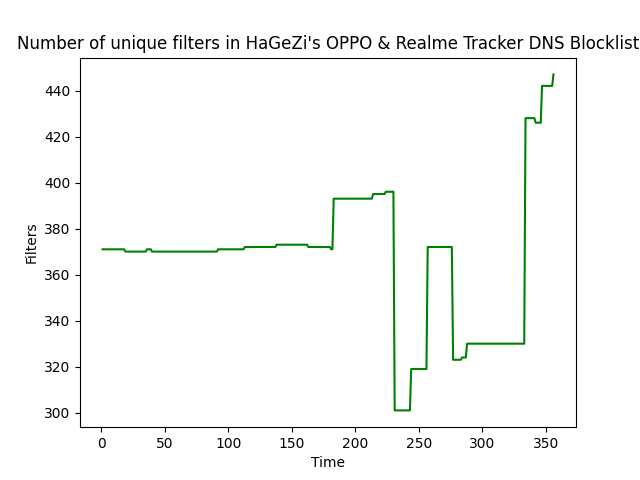 Number of unique filters in HaGeZi's OPPO & Realme Tracker DNS Blocklist
440
420
400
380
360
340
320
300
Filters
0 50 100 150 200 250 300 350
Time